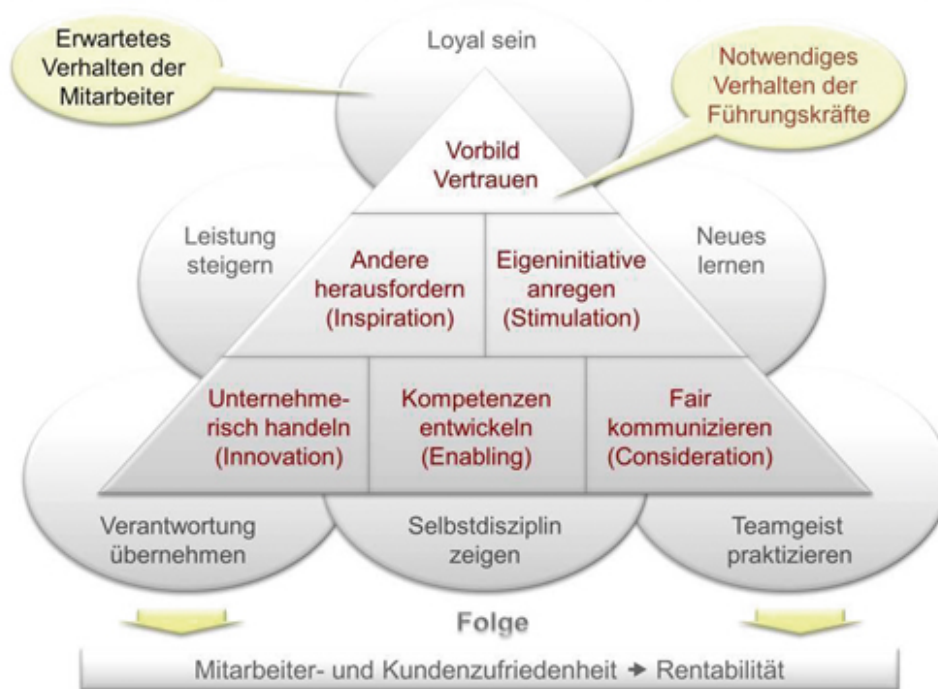 Erwartetes
Verhalten der
Mitarbeiter
Loyal sein
Notwendiges
Verhalten der
Führungskräfte
Vorbild
Vertrauen
Leistung
steigern
Andere
herausfordern
(Inspiration)
Eigeninitiative
anregen
(Stimulation)
Neues
lernen
Unternehme-
risch handeln
(Innovation)
Kompetenzen
entwickeln
(Enabling)
Fair
kommunizieren
(Consideration)
Verantwortung
übernehmen
Selbstdisziplin
zeigen
Teamgeist
praktizieren
Folge
Mitarbeiter- und Kundenzufriedenheit ➔ Rentabilität